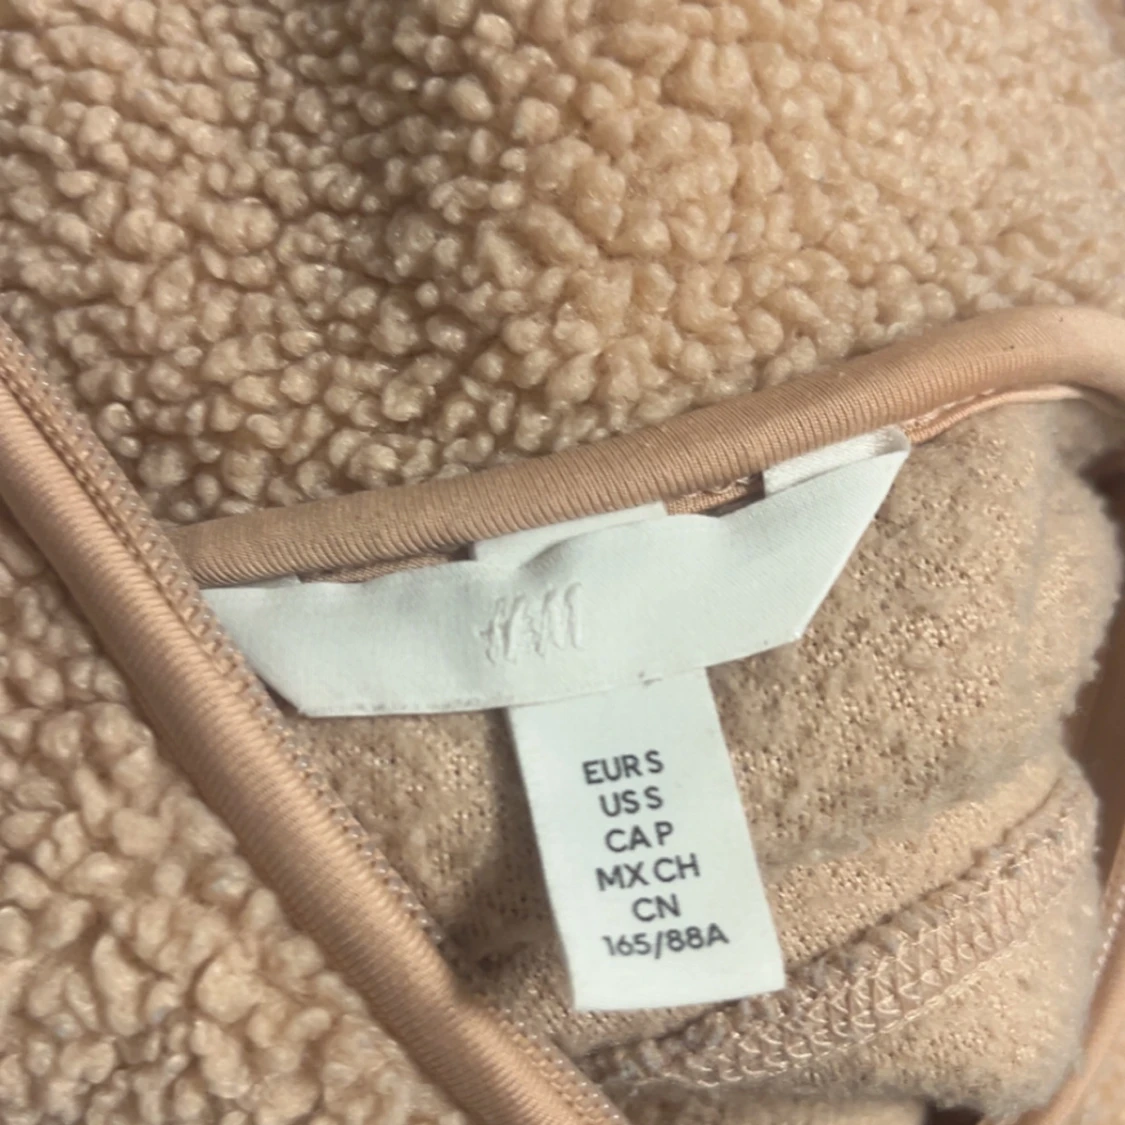 H&M
EUR S
US S
CA P
MX CH
CN
165/88A